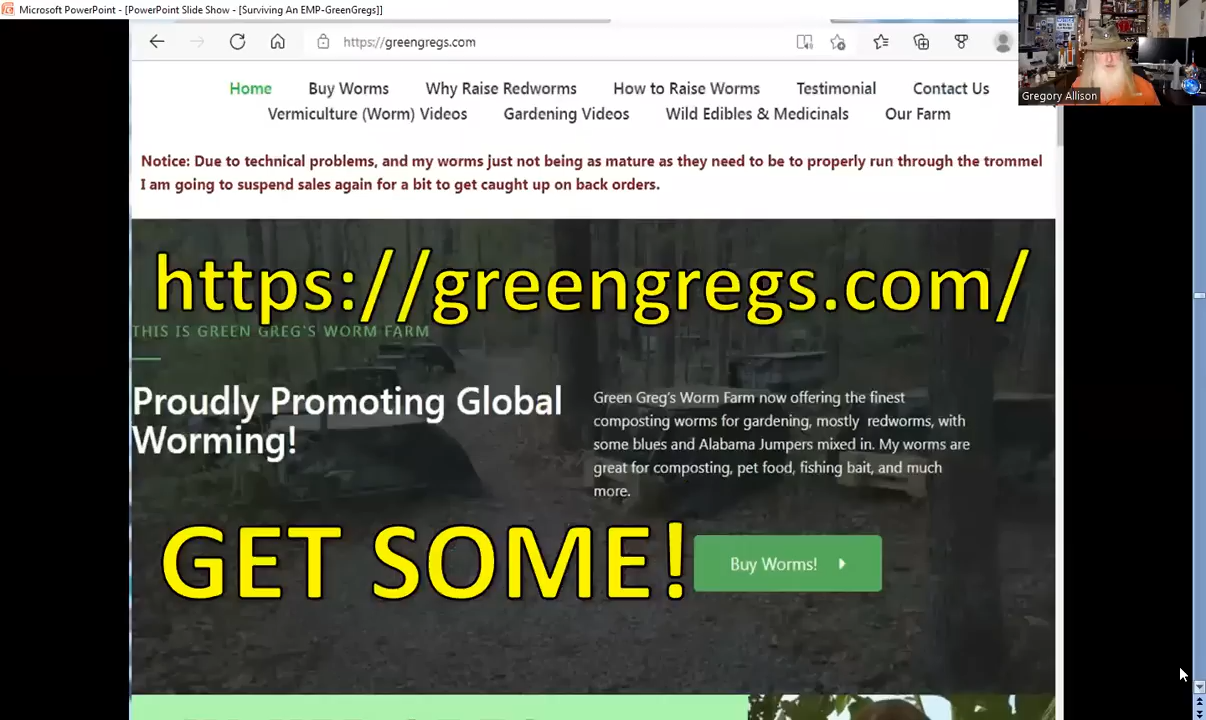 Microsoft PowerPoint - [PowerPoint Slide Show - [Surviving An EMP-GreenGregs]]
https://greengregs.com
Gregory Allison
Home Buy Worms Why Raise Redworms How to Raise Worms Testimonial Contact Us
Vermiculture (Worm) Videos Gardening Videos Wild Edibles & Medicinals Our Farm
Notice: Due to technical problems, and my worms just not being as mature as they need to be to properly run through the trommel
I am going to suspend sales again for a bit to get caught up on back orders.
https://greengregs.com/
THIS IS GREEN GREG'S WORM FARM
Proudly Promoting Global
Worming!
Green Greg's Worm Farm now offering the finest
composting worms for gardening, mostly redworms, with
some blues and Alabama Jumpers mixed in. My worms are
great for composting, pet food, fishing bait, and much
more.
GET SOME!
Buy Worms!